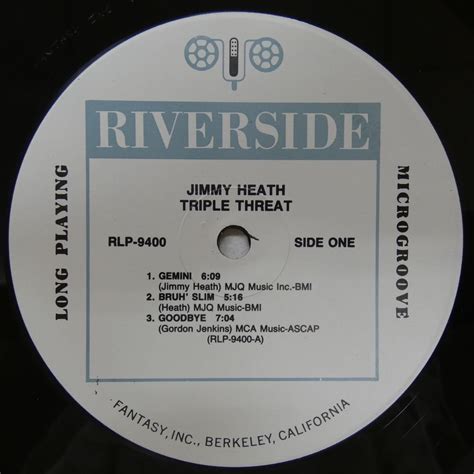 RIVERSIDE
LONG PLAYING
MICROGROOVE
JIMMY HEATH
TRIPLE THREAT
RLP-9400 SIDE ONE
1. GEMINI 6:09
(Jimmy Heath) MJQ Music Inc.-BMI
2. BRUH' SLIM 5:16
(Heath) MJQ Music-BMI
3. GOODBYE 7:04
(Gordon Jenkins) MCA Music-ASCAP
(RLP-9400-A)
FANTASY, INC., BERKELEY, CALIFORNIA